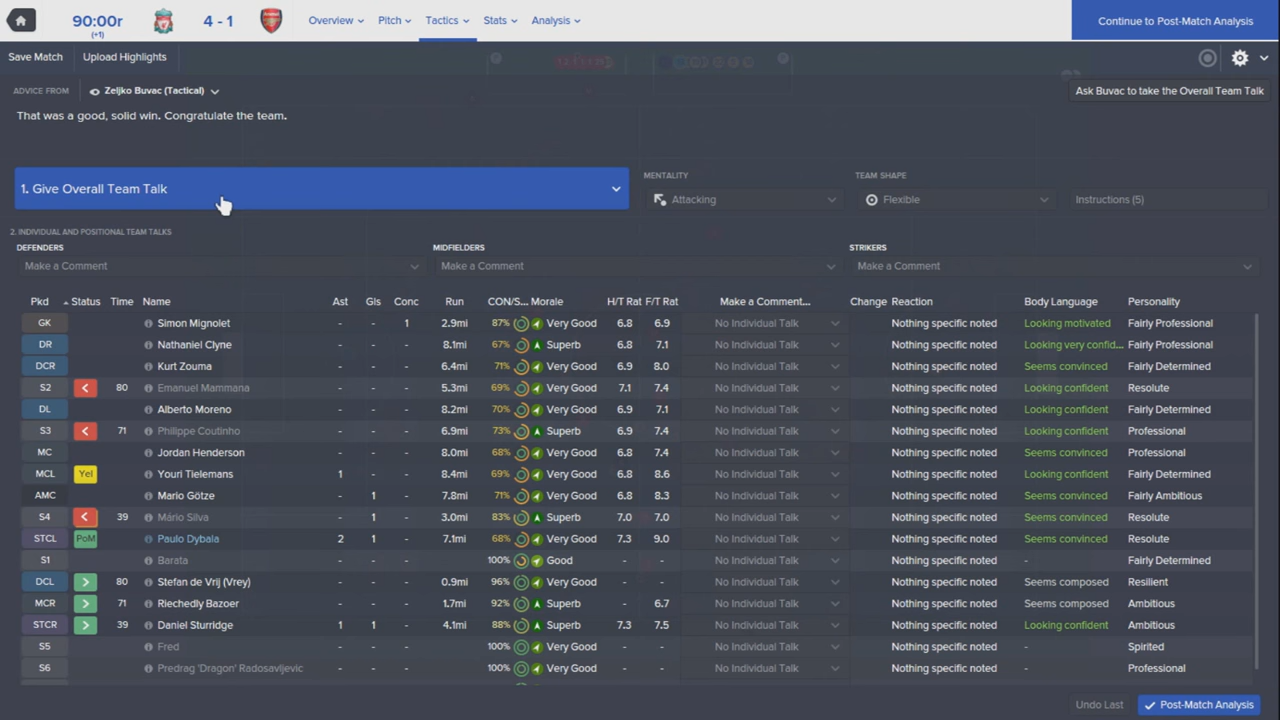 90:00r
(+1)
4 - 1
Overview
Pitch
Tactics
Stats
Analysis
Continue to Post-Match Analysis
Save Match
Upload Highlights
ADVICE FROM
Zeljko Buvac (Tactical)
Ask Buvac to take the Overall Team Talk
That was a good, solid win. Congratulate the team.
1. Give Overall Team Talk
MENTALITY
Attacking
TEAM SHAPE
Flexible
Instructions (5)
2. INDIVIDUAL AND POSITIONAL TEAM TALKS
DEFENDERS
MIDFIELDERS
STRIKERS
Make a Comment
Make a Comment
Make a Comment
Pkd Status Time Name Ast Gls Conc Run CON/S... Morale H/T Rat F/T Rat Make a Comment... Change Reaction Body Language Personality
GK Simon Mignolet - - 1 2.9mi 87% Very Good 6.8 6.9 No Individual Talk Nothing specific noted Looking motivated Fairly Professional
DR Nathaniel Clyne - - - 8.1mi 67% Superb 6.8 7.1 No Individual Talk Nothing specific noted Looking very confid... Fairly Professional
DCR Kurt Zouma - - - 6.4mi 71% Very Good 6.9 8.0 No Individual Talk Nothing specific noted Seems convinced Fairly Determined
S2 < 80 Emanuel Mammana - - - 5.3mi 69% Very Good 7.1 7.4 No Individual Talk Nothing specific noted Looking confident Resolute
DL Alberto Moreno - - - 8.2mi 70% Very Good 6.9 7.1 No Individual Talk Nothing specific noted Looking confident Fairly Determined
S3 < 71 Philippe Coutinho - - - 6.9mi 73% Superb 6.9 7.4 No Individual Talk Nothing specific noted Looking confident Professional
MC Jordan Henderson - - - 8.0mi 68% Very Good 6.8 7.4 No Individual Talk Nothing specific noted Seems convinced Professional
MCL Yel Youri Tielemans 1 - - 8.4mi 69% Very Good 6.8 8.6 No Individual Talk Nothing specific noted Looking confident Fairly Determined
AMC Mario Götze - 1 - 7.8mi 71% Very Good 6.8 8.3 No Individual Talk Nothing specific noted Seems convinced Fairly Ambitious
S4 < 39 Mário Silva - 1 - 3.0mi 83% Superb 7.0 7.0 No Individual Talk Nothing specific noted Seems convinced Resolute
STCL PoM Paulo Dybala 2 1 - 7.1mi 68% Very Good 7.3 9.0 No Individual Talk Nothing specific noted Seems convinced Resolute
S1 Barata 100% Good - - No Individual Talk Nothing specific noted - Fairly Determined
DCL > 80 Stefan de Vrij (Vrey) - - - 0.9mi 96% Very Good - - No Individual Talk Nothing specific noted Seems composed Resilient
MCR > 71 Riechedly Bazoer - - - 1.7mi 92% Superb - 6.7 No Individual Talk Nothing specific noted Seems composed Ambitious
STCR > 39 Daniel Sturridge 1 1 - 4.1mi 88% Superb 7.3 7.5 No Individual Talk Nothing specific noted Looking confident Ambitious
S5 Fred 100% Very Good - - No Individual Talk Nothing specific noted - Spirited
S6 Predrag 'Dragon' Radosavljevic 100% Very Good - - No Individual Talk Nothing specific noted - Professional
Undo Last
Post-Match Analysis